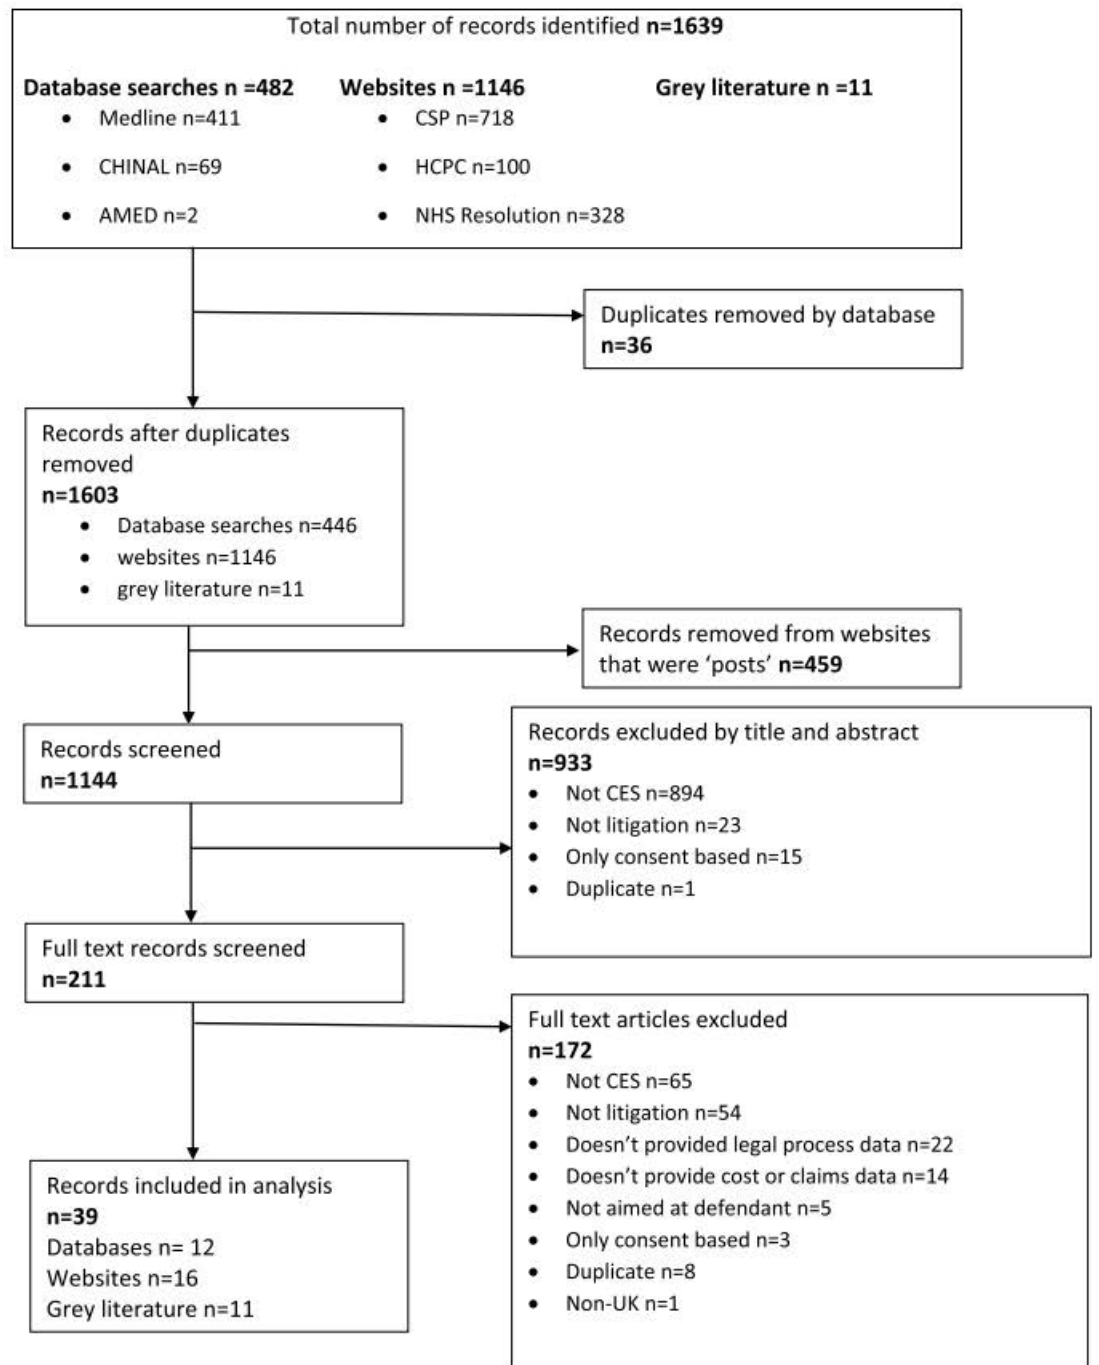 Total number of records identified n=1639
Database searches n =482
• Medline n=411
• CHINAL n=69
• AMED n=2
Websites n =1146
• CSP n=718
• HCPC n=100
• NHS Resolution n=328
Grey literature n =11
Duplicates removed by database
n=36
Records after duplicates
removed
n=1603
• Database searches n=446
• websites n=1146
• grey literature n=11
Records removed from websites
that were ‘posts’ n=459
Records screened
n=1144
Records excluded by title and abstract
n=933
• Not CES n=894
• Not litigation n=23
• Only consent based n=15
• Duplicate n=1
Full text records screened
n=211
Full text articles excluded
n=172
• Not CES n=65
• Not litigation n=54
• Doesn’t provided legal process data n=22
• Doesn’t provide cost or claims data n=14
• Not aimed at defendant n=5
• Only consent based n=3
• Duplicate n=8
• Non-UK n=1
Records included in analysis
n=39
Databases n= 12
Websites n=16
Grey literature n=11